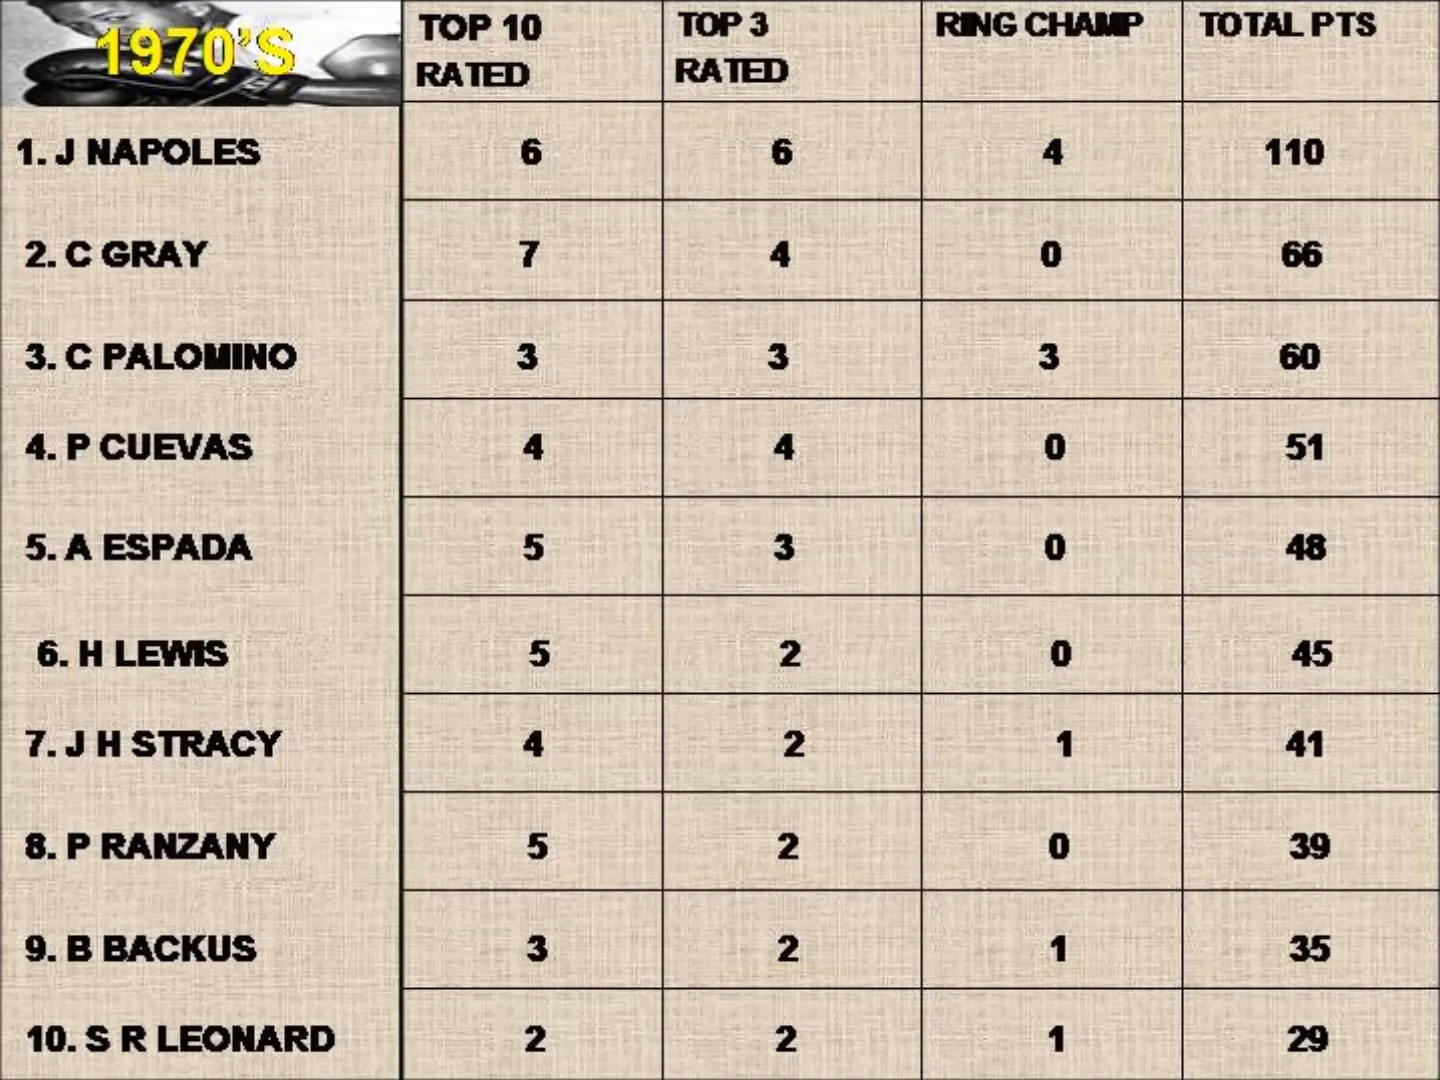 1970'S
TOP 10 RATED TOP 3 RATED RING CHAMP TOTAL PTS
1. J NAPOLES 6 6 4 110
2. C GRAY 7 4 0 66
3. C PALOMINO 3 3 3 60
4. P CUEVAS 4 4 0 51
5. A ESPADA 5 3 0 48
6. H LEWIS 5 2 0 45
7. J H STRACY 4 2 1 41
8. P RANZANY 5 2 0 39
9. B BACKUS 3 2 1 35
10. S R LEONARD 2 2 1 29